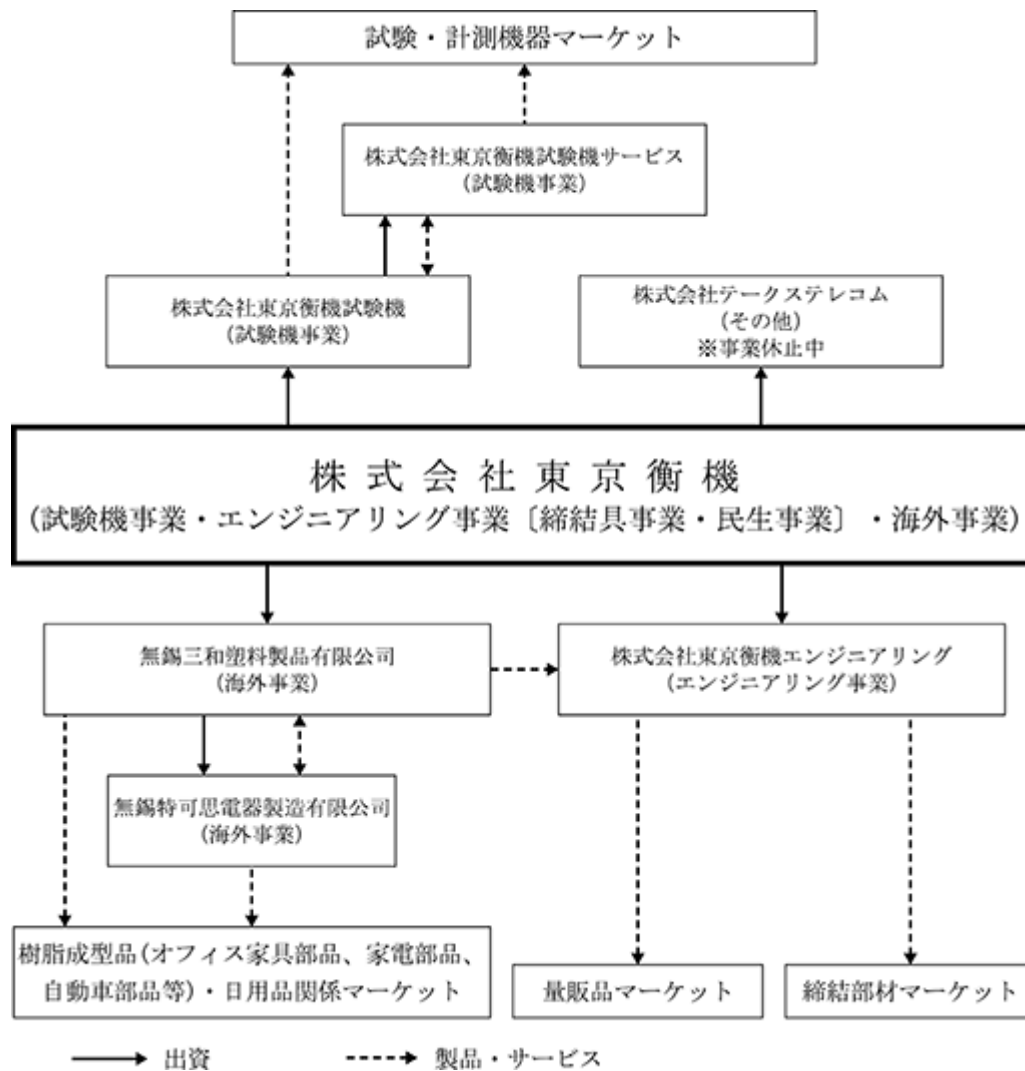 試験・計測機器マーケット
株式会社東京衡機試験機サービス
(試験機事業)
株式会社東京衡機試験機
(試験機事業)
株式会社テークステレコム
(その他)
※事業休止中
株式会社東京衡機
(試験機事業・エンジニアリング事業〔締結具事業・民生事業〕・海外事業)
無錫三和塑料製品有限公司
(海外事業)
株式会社東京衡機エンジニアリング
(エンジニアリング事業)
無錫特可思電器製造有限公司
(海外事業)
樹脂成型品(オフィス家具部品、家電部品、
自動車部品等)・日用品関係マーケット
量販品マーケット
締結部材マーケット
出資
製品・サービス